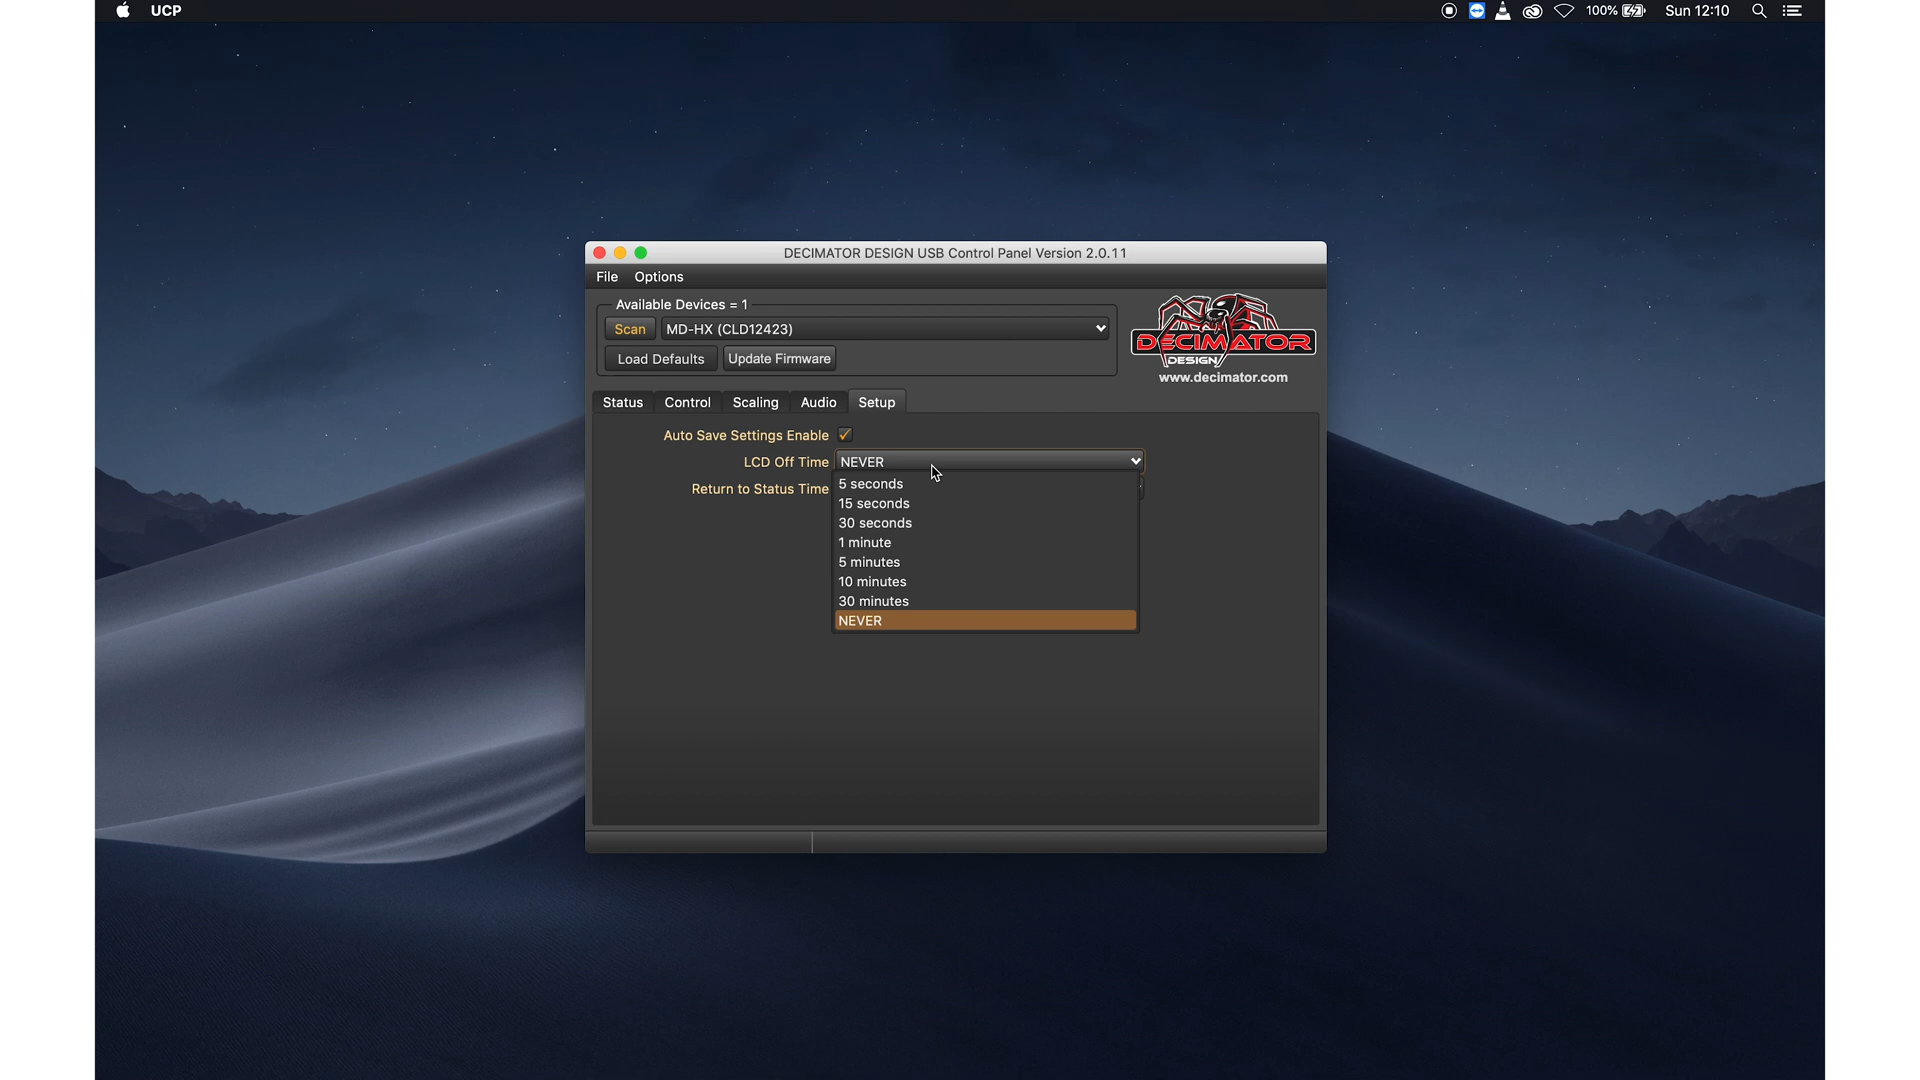 UCP
100%
Sun 12:10
DECIMATOR DESIGN USB Control Panel Version 2.0.11
File Options
Available Devices = 1
Scan MD-HX (CLD12423)
Load Defaults Update Firmware
DECIMATOR
DESIGN
www.decimator.com
Status Control Scaling Audio Setup
Auto Save Settings Enable
LCD Off Time NEVER
Return to Status Time
5 seconds
15 seconds
30 seconds
1 minute
5 minutes
10 minutes
30 minutes
NEVER